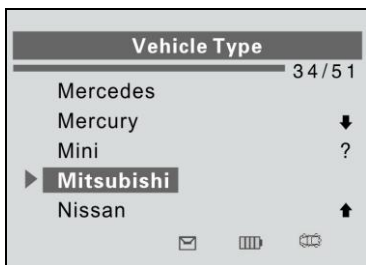 Vehicle Type
34/51
Mercedes
Mercury
Mini ?
Mitsubishi
Nissan